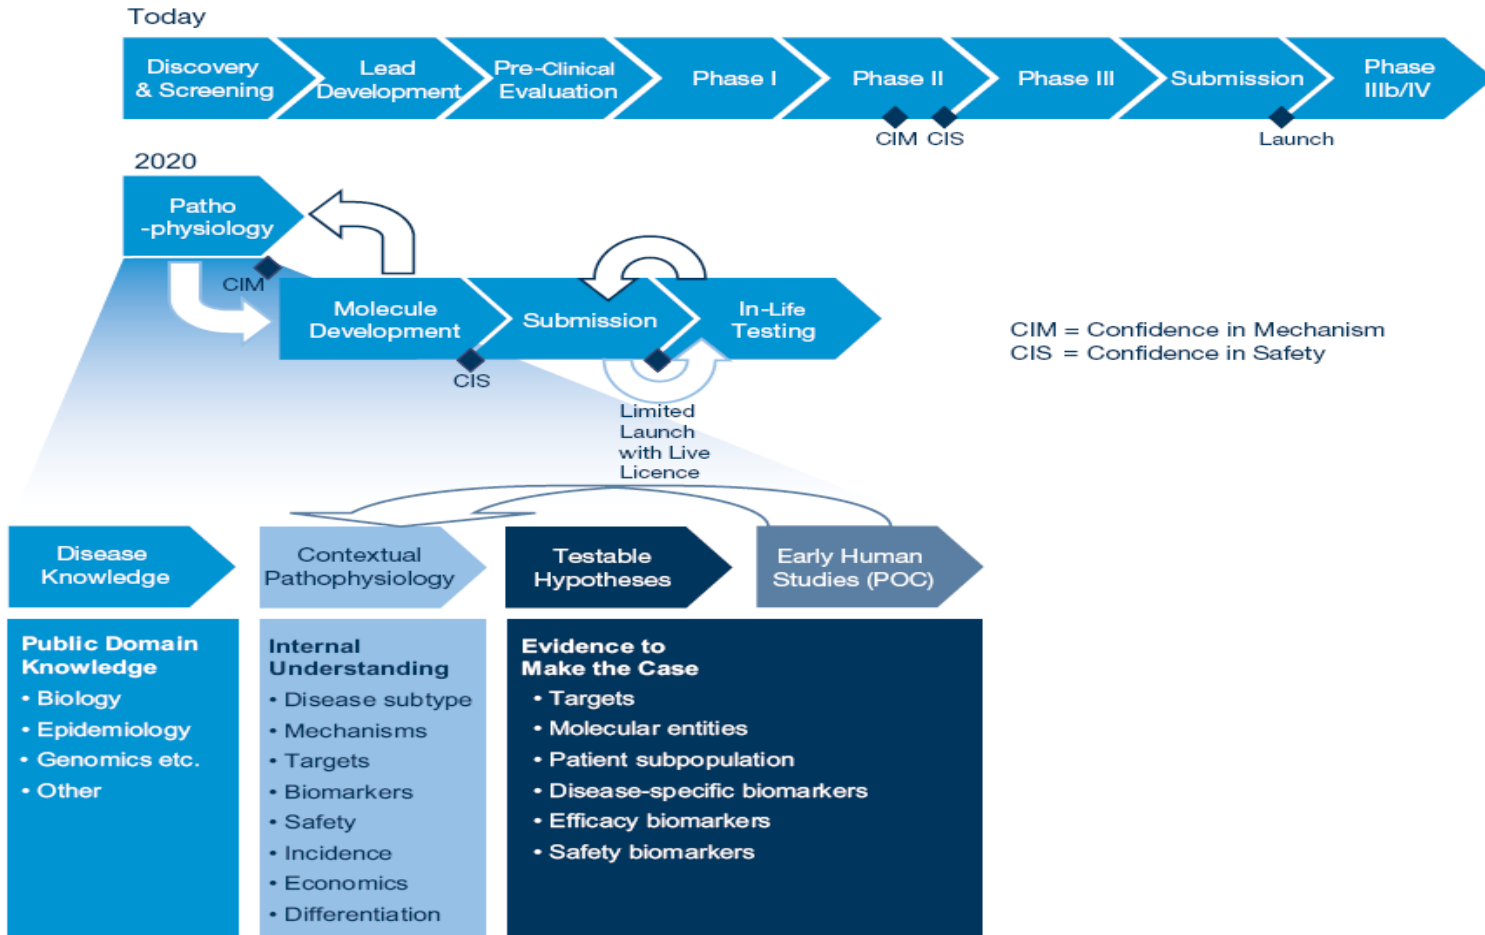 Today
Discovery
& Screening
Lead
Development
Pre-Clinical
Evaluation
Phase I
Phase II
Phase III
Submission
Phase
IIIb/IV
CIM
CIS
Launch
2020
Patho
-physiology
CIM
Molecule
Development
Submission
In-Life
Testing
CIS
Limited
Launch
with Live
Licence
CIM = Confidence in Mechanism
CIS = Confidence in Safety
Disease
Knowledge
Contextual
Pathophysiology
Testable
Hypotheses
Early Human
Studies (POC)
Public Domain
Knowledge
• Biology
• Epidemiology
• Genomics etc.
• Other
Internal
Understanding
• Disease subtype
• Mechanisms
• Targets
• Biomarkers
• Safety
• Incidence
• Economics
• Differentiation
Evidence to
Make the Case
• Targets
• Molecular entities
• Patient subpopulation
• Disease-specific biomarkers
• Efficacy biomarkers
• Safety biomarkers